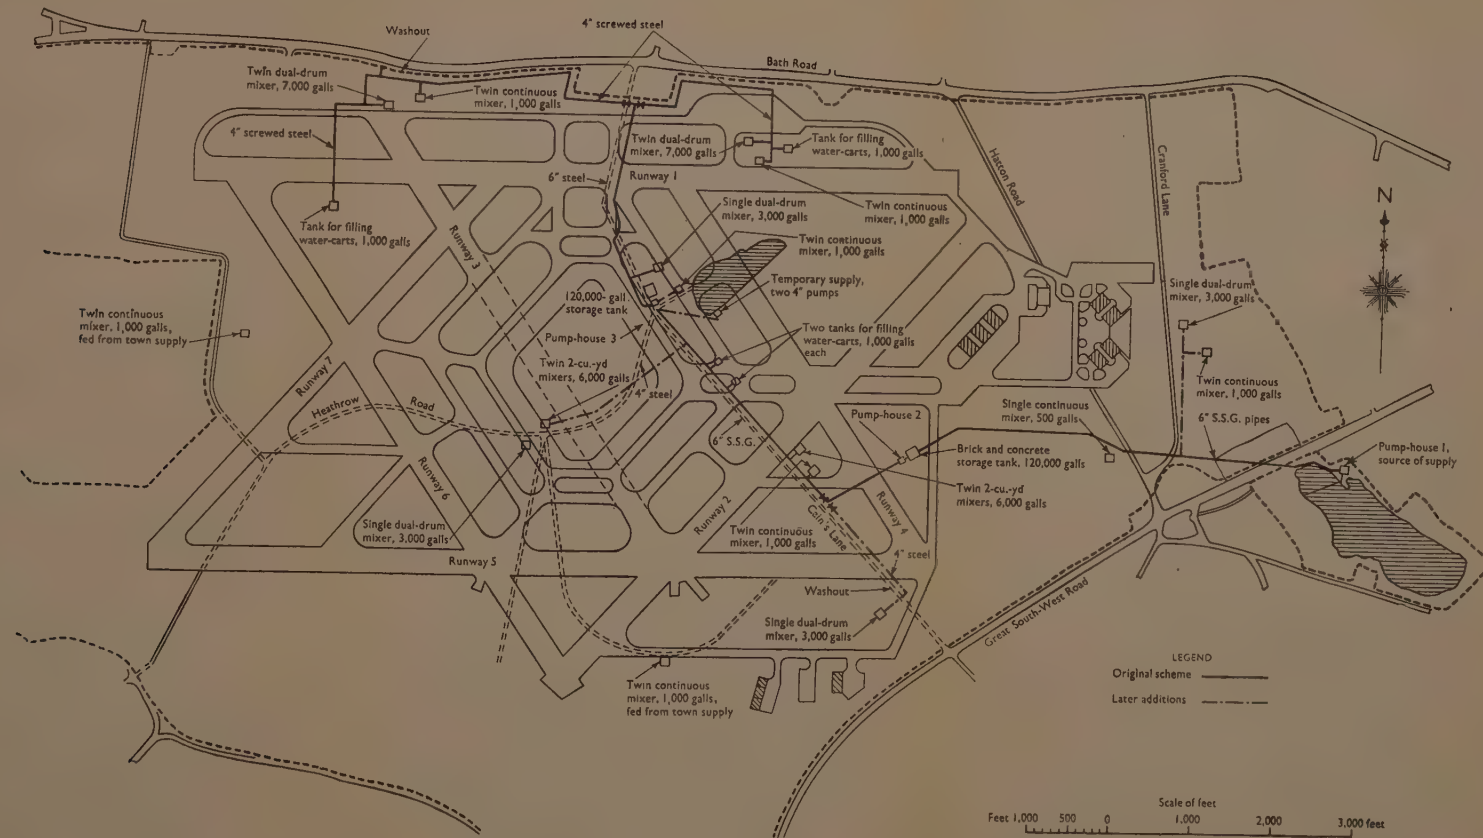 4" screwed steel
Washout
Bath Road
Twin dual-drum
mixer, 7,000 galls
Twin continuous
mixer, 1,000 galls
4" screwed steel
Twin dual-drum
mixer, 7,000 galls
Tank for filling
water-carts, 1,000 galls
Hatton Road
Cranford Lane
6" steel
Runway 1
Twin continuous
mixer, 1,000 galls
N
Tank for filling
water-carts, 1,000 galls
Runway 3
Single dual-drum
mixer, 3,000 galls
Twin continuous
mixer, 1,000 galls
120,000-gall
storage tank
Temporary supply,
two 4" pumps
Single dual-drum
mixer, 3,000 galls
Twin continuous
mixer, 1,000 galls,
fed from town supply
Pump-house 3
Two tanks for filling
water-carts, 1,000 galls
each
Twin 2-cu.-yd
mixers, 6,000 galls
4" steel
Runway 7
Heathrow Road
Twin continuous
mixer, 1,000 galls
Single continuous
mixer, 500 galls
6" S.S.G. pipes
Pump-house 2
6" S.S.G.
Brick and concrete
storage tank, 120,000 galls
Pump-house 1,
source of supply
Twin 2-cu.-yd
mixers, 6,000 galls
Runway 6
Runway 2
Runway 4
Cain's Lane
Single dual-drum
mixer, 3,000 galls
Twin continuous
mixer, 1,000 galls
Runway 5
4" steel
Washout
Great South-West Road
Single dual-drum
mixer, 3,000 galls
Twin continuous
mixer, 1,000 galls,
fed from town supply
LEGEND
Original scheme
Later additions
Scale of feet
Feet 1,000 500 0 1,000 2,000 3,000 feet